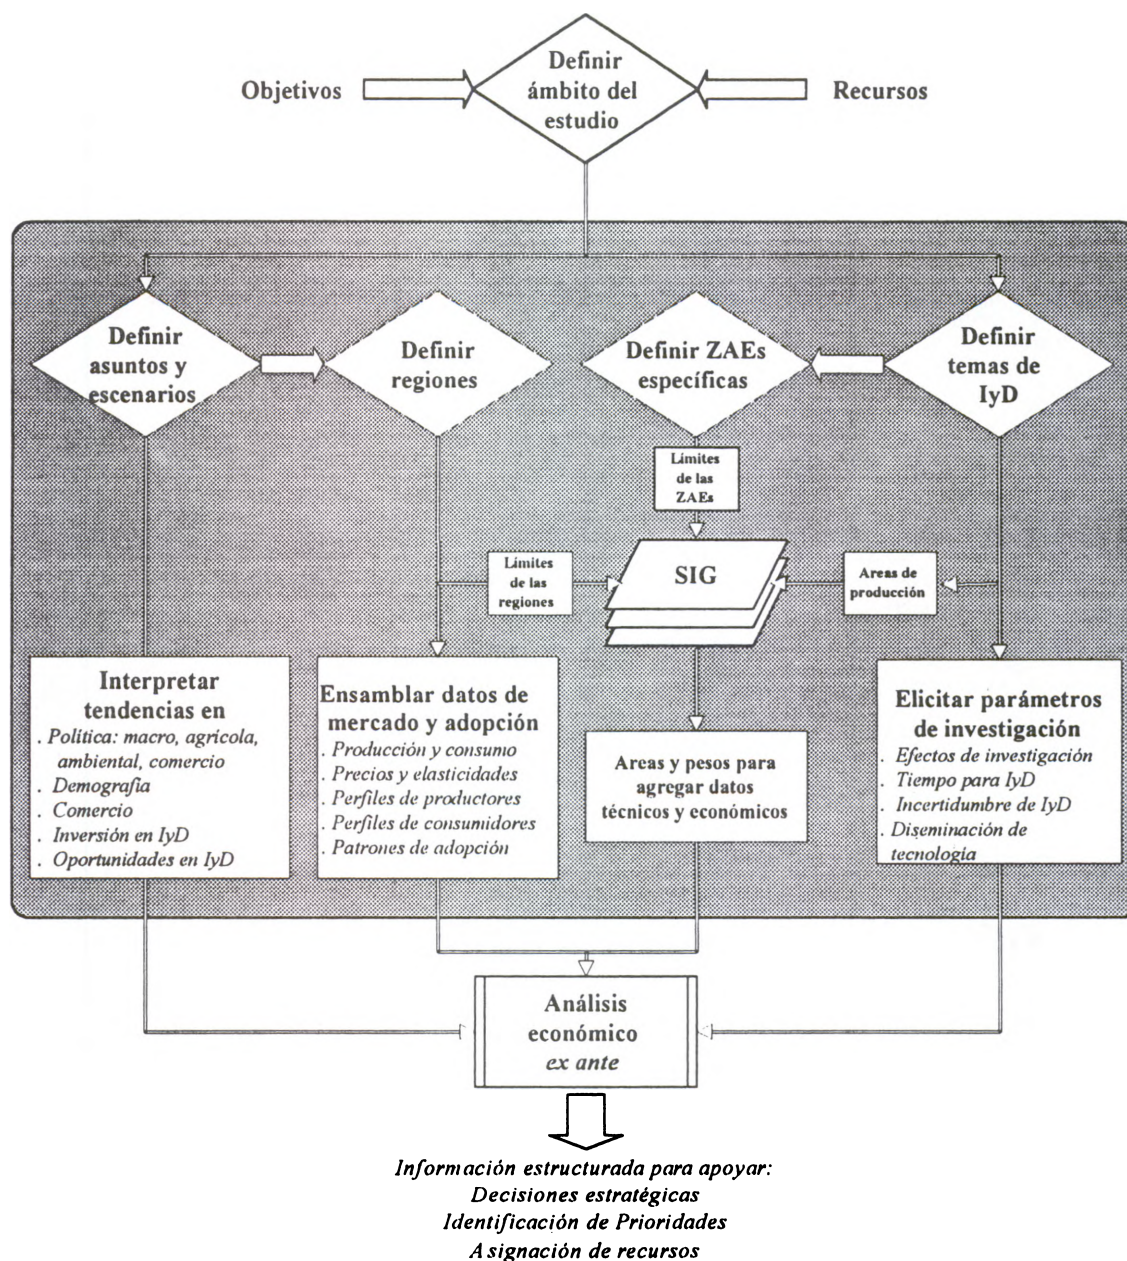 Objetivos
Definir
ámbito del
estudio
Recursos
Definir
asuntos y
escenarios
Definir
regiones
Definir ZAEs
específicas
Definir
temas de
IyD
Límites
de las
ZAEs
Límites
de las
regiones
SIG
Areas de
producción
Interpretar
tendencias en
. Política: macro, agrícola,
ambiental, comercio
. Demografía
. Comercio
. Inversión en IyD
. Oportunidades en IyD
Ensamblar datos de
mercado y adopción
. Producción y consumo
. Precios y elasticidades
. Perfiles de productores
. Perfiles de consumidores
. Patrones de adopción
Areas y pesos para
agregar datos
técnicos y económicos
Elicitar parámetros
de investigación
. Efectos de investigación
. Tiempo para IyD
. Incertidumbre de IyD
. Diseminación de
tecnología
Análisis
económico
ex ante
Información estructurada para apoyar:
Decisiones estratégicas
Identificación de Prioridades
Asignación de recursos